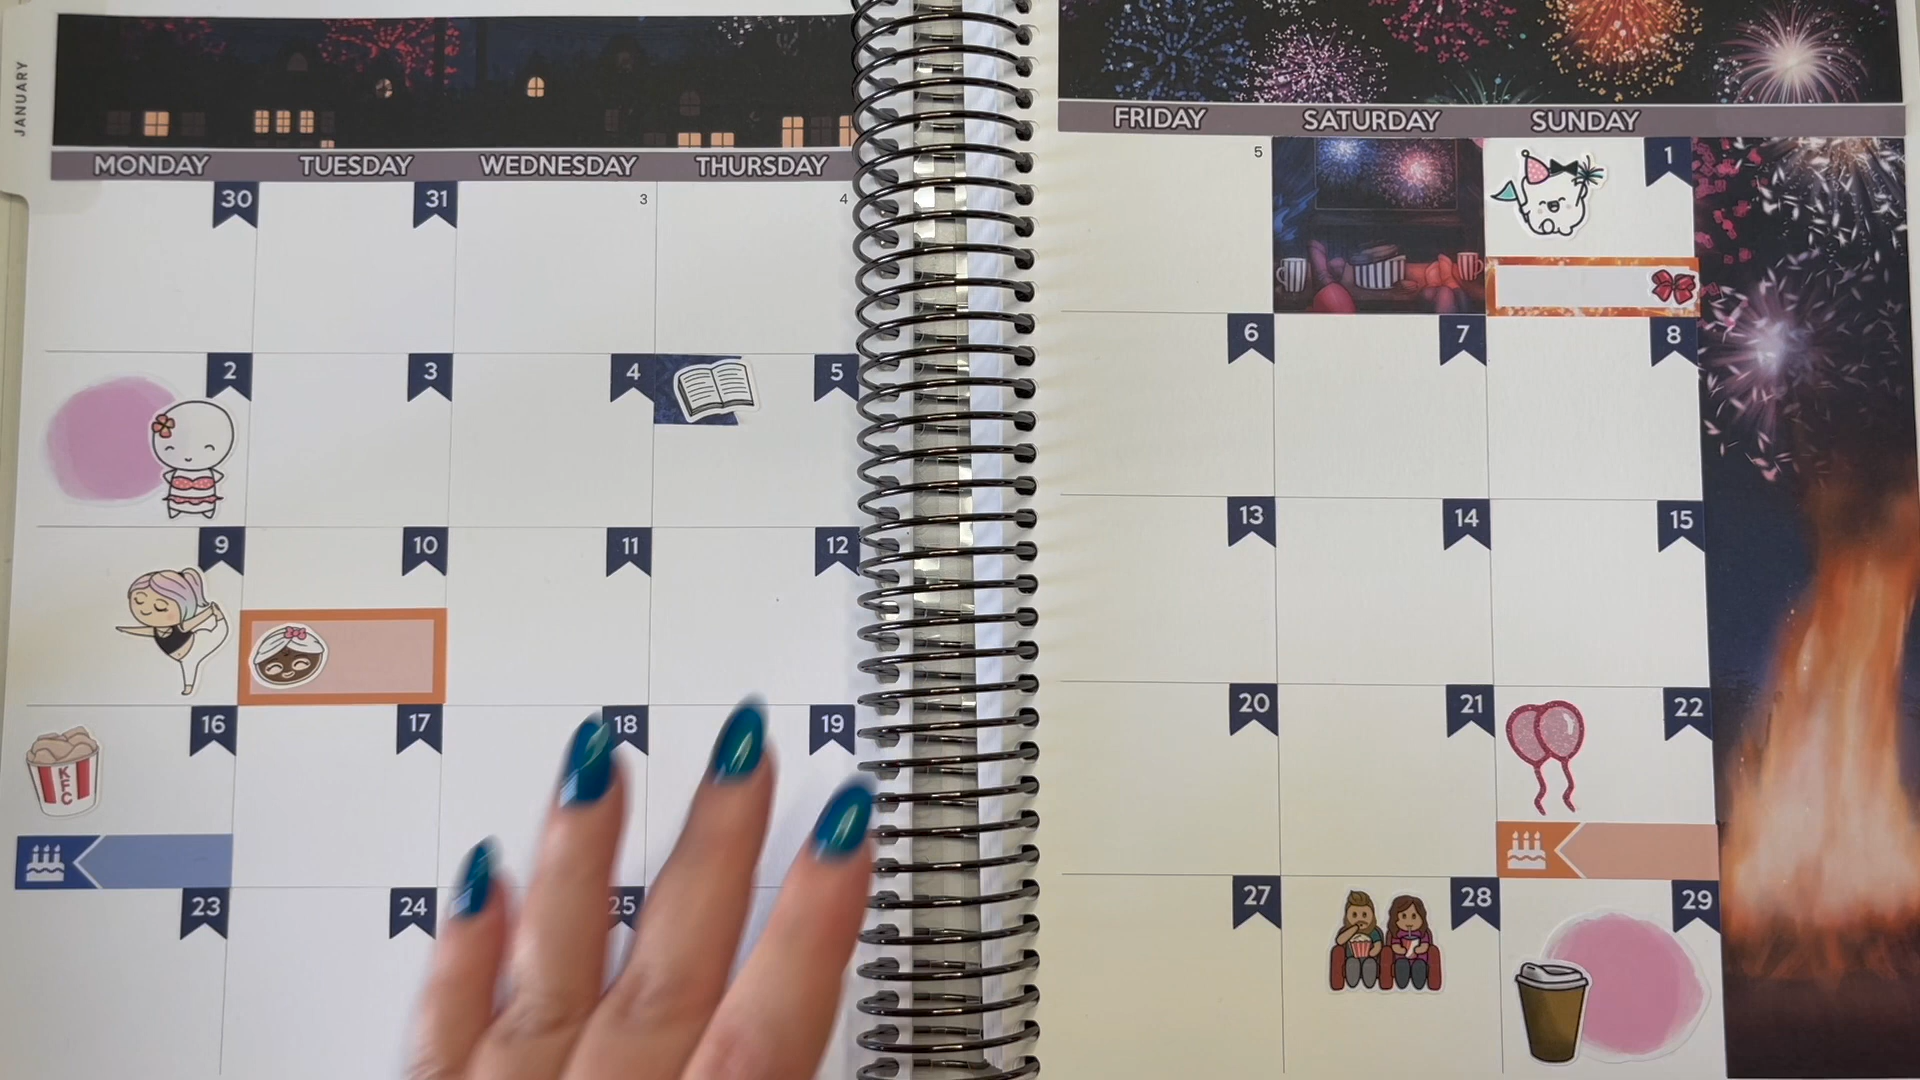 JANUARY
MONDAY TUESDAY WEDNESDAY THURSDAY FRIDAY SATURDAY SUNDAY
30 31 3 4 5 1
2 3 4 5 6 7 8
9 10 11 12 13 14 15
16 17 18 19 20 21 22
KFC
23 24 25 27 28 29